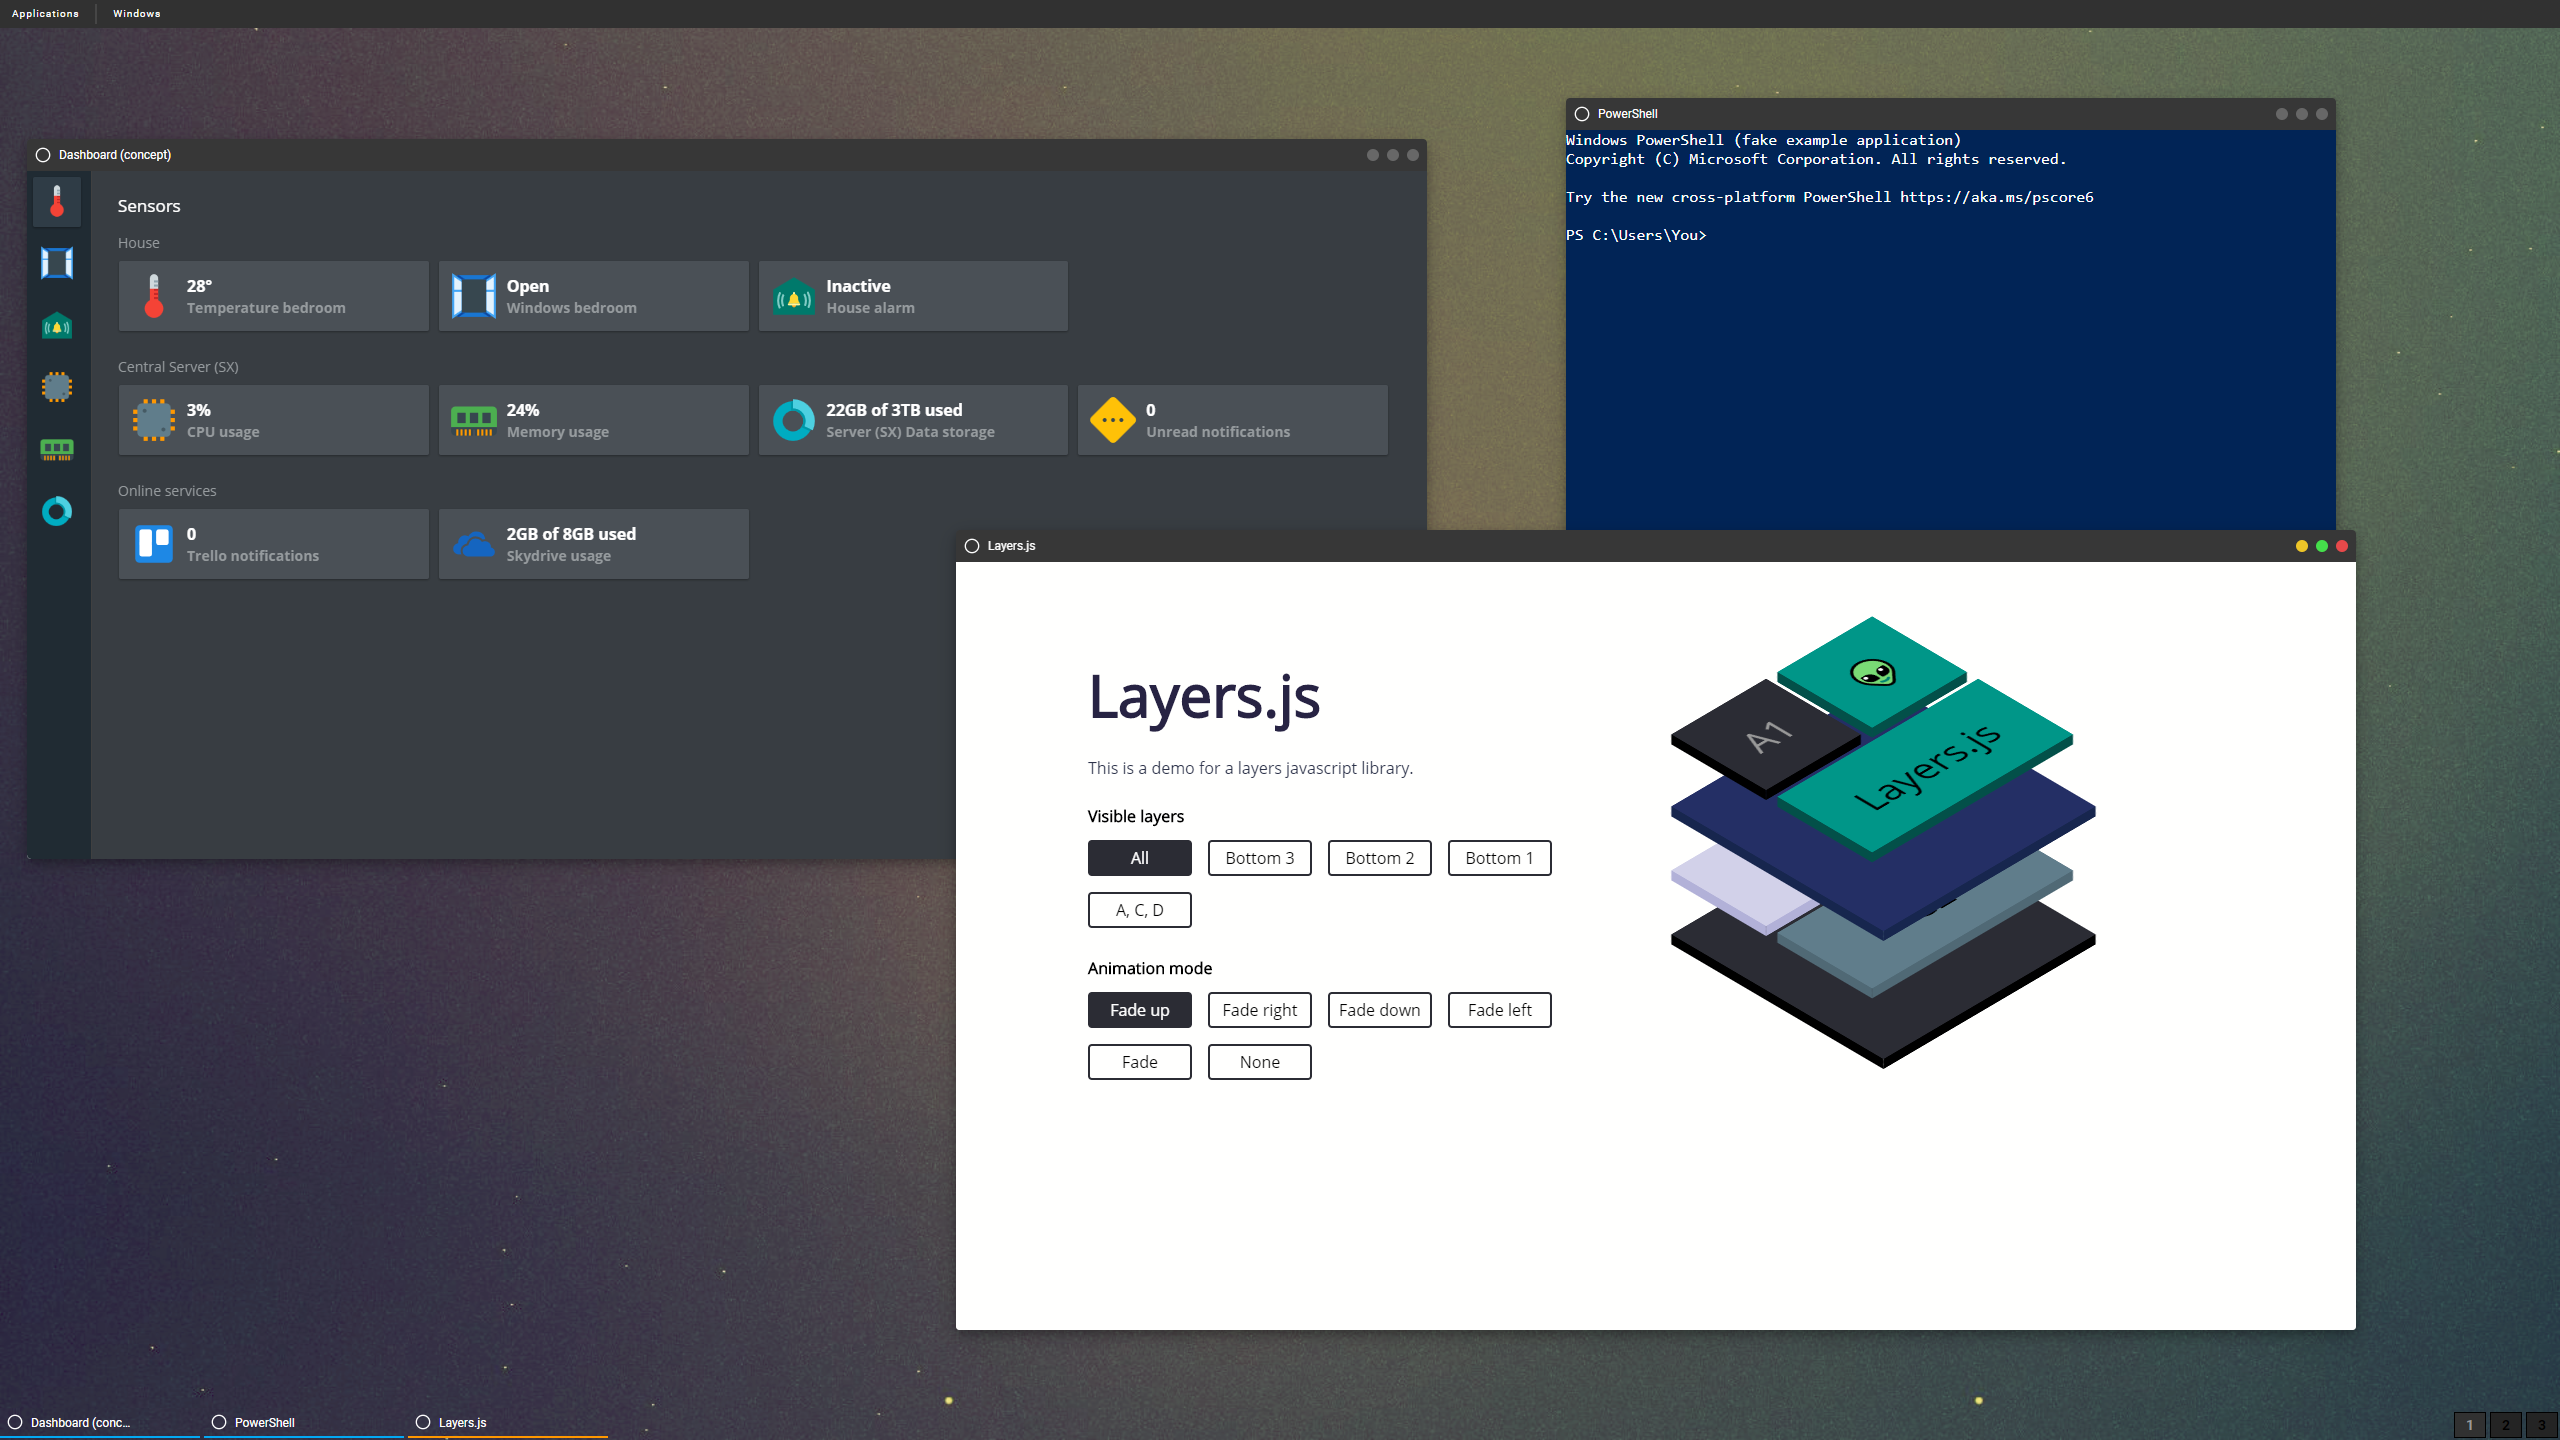 Applications
Windows
Dashboard (concept)
Sensors
House
28°
Temperature bedroom
Open
Windows bedroom
Inactive
House alarm
Central Server (SX)
3%
CPU usage
24%
Memory usage
22GB of 3TB used
Server (SX) Data storage
0
Unread notifications
Online services
0
Trello notifications
2GB of 8GB used
Skydrive usage
PowerShell
Windows PowerShell (fake example application)
Copyright (C) Microsoft Corporation. All rights reserved.
Try the new cross-platform PowerShell https://aka.ms/pscore6
PS C:\Users\You>
Layers.js
Layers.js
This is a demo for a layers javascript library.
Visible layers
All
Bottom 3
Bottom 2
Bottom 1
A, C, D
Animation mode
Fade up
Fade right
Fade down
Fade left
Fade
None
A1
Layers.js
Dashboard (conc...
PowerShell
Layers.js
1
2
3